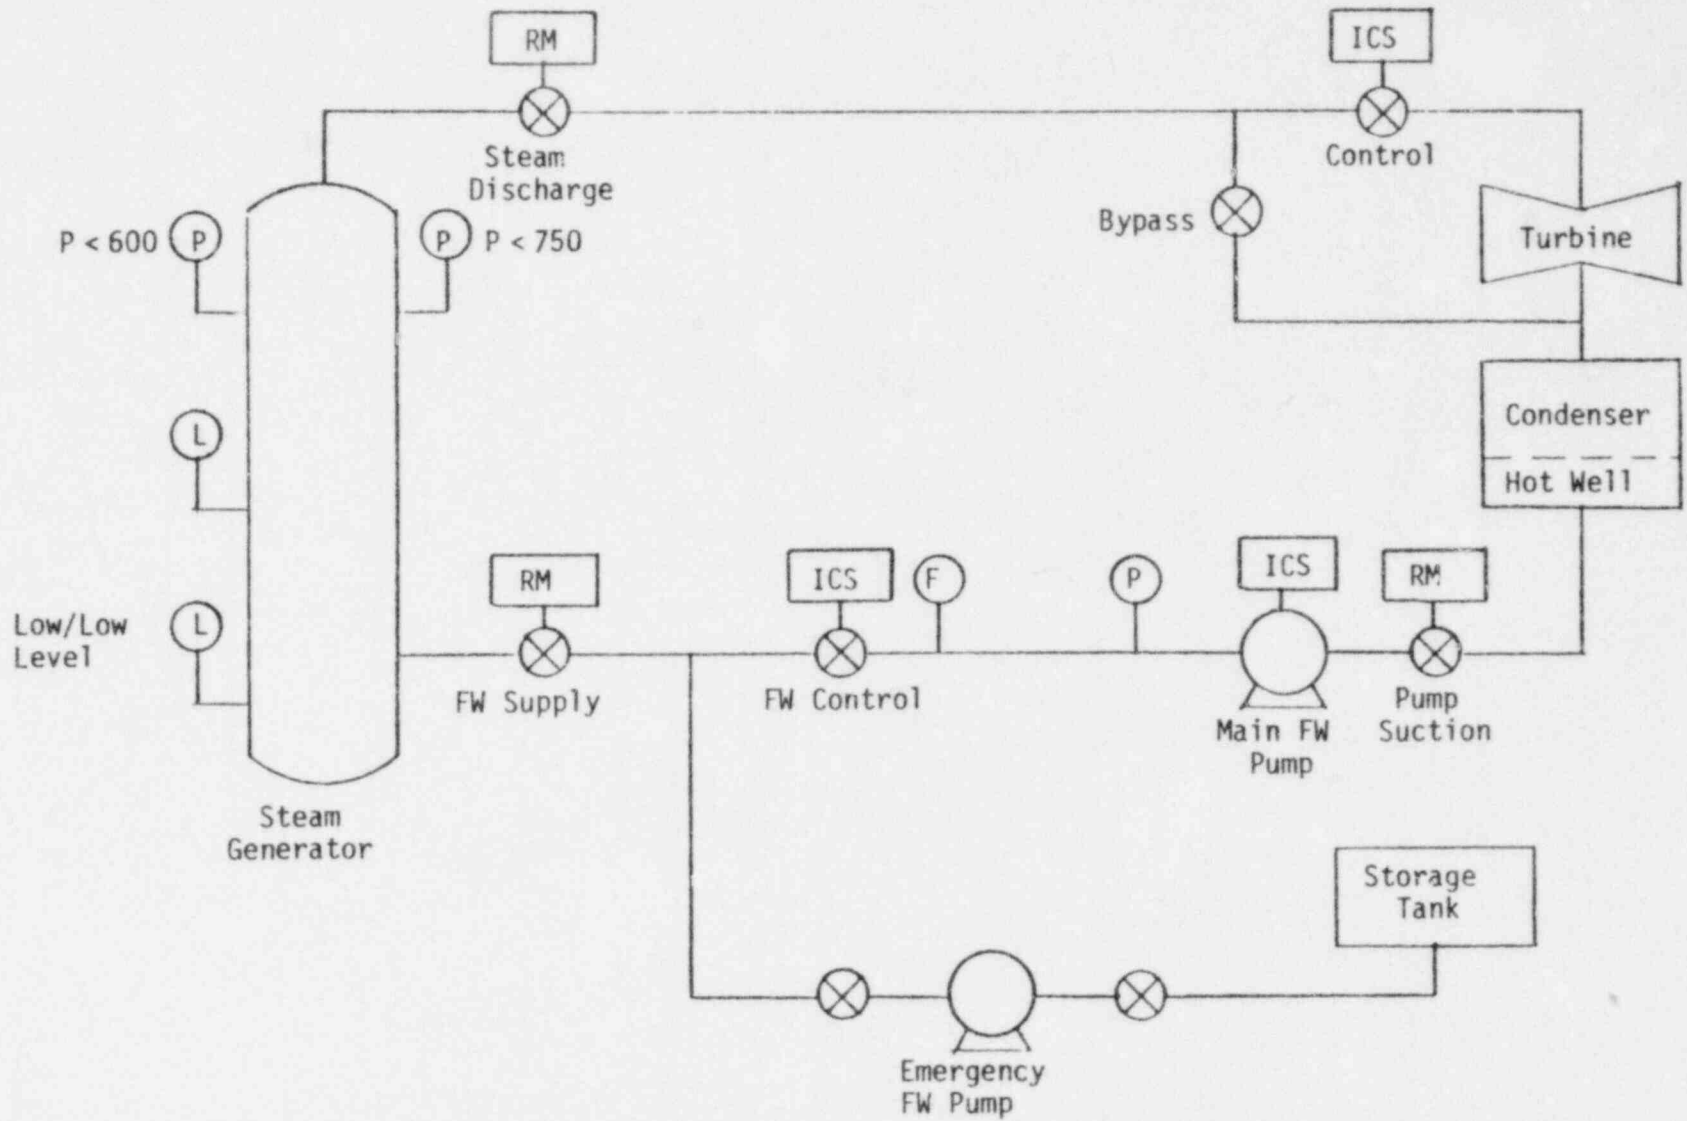 RM
ICS
Steam
Discharge
Control
P < 600
P
P
P < 750
Bypass
Turbine
L
Condenser
Hot Well
RM
ICS
F
P
ICS
RM
Low/Low
Level
L
FW Supply
FW Control
Main FW
Pump
Pump
Suction
Steam
Generator
Storage
Tank
Emergency
FW Pump